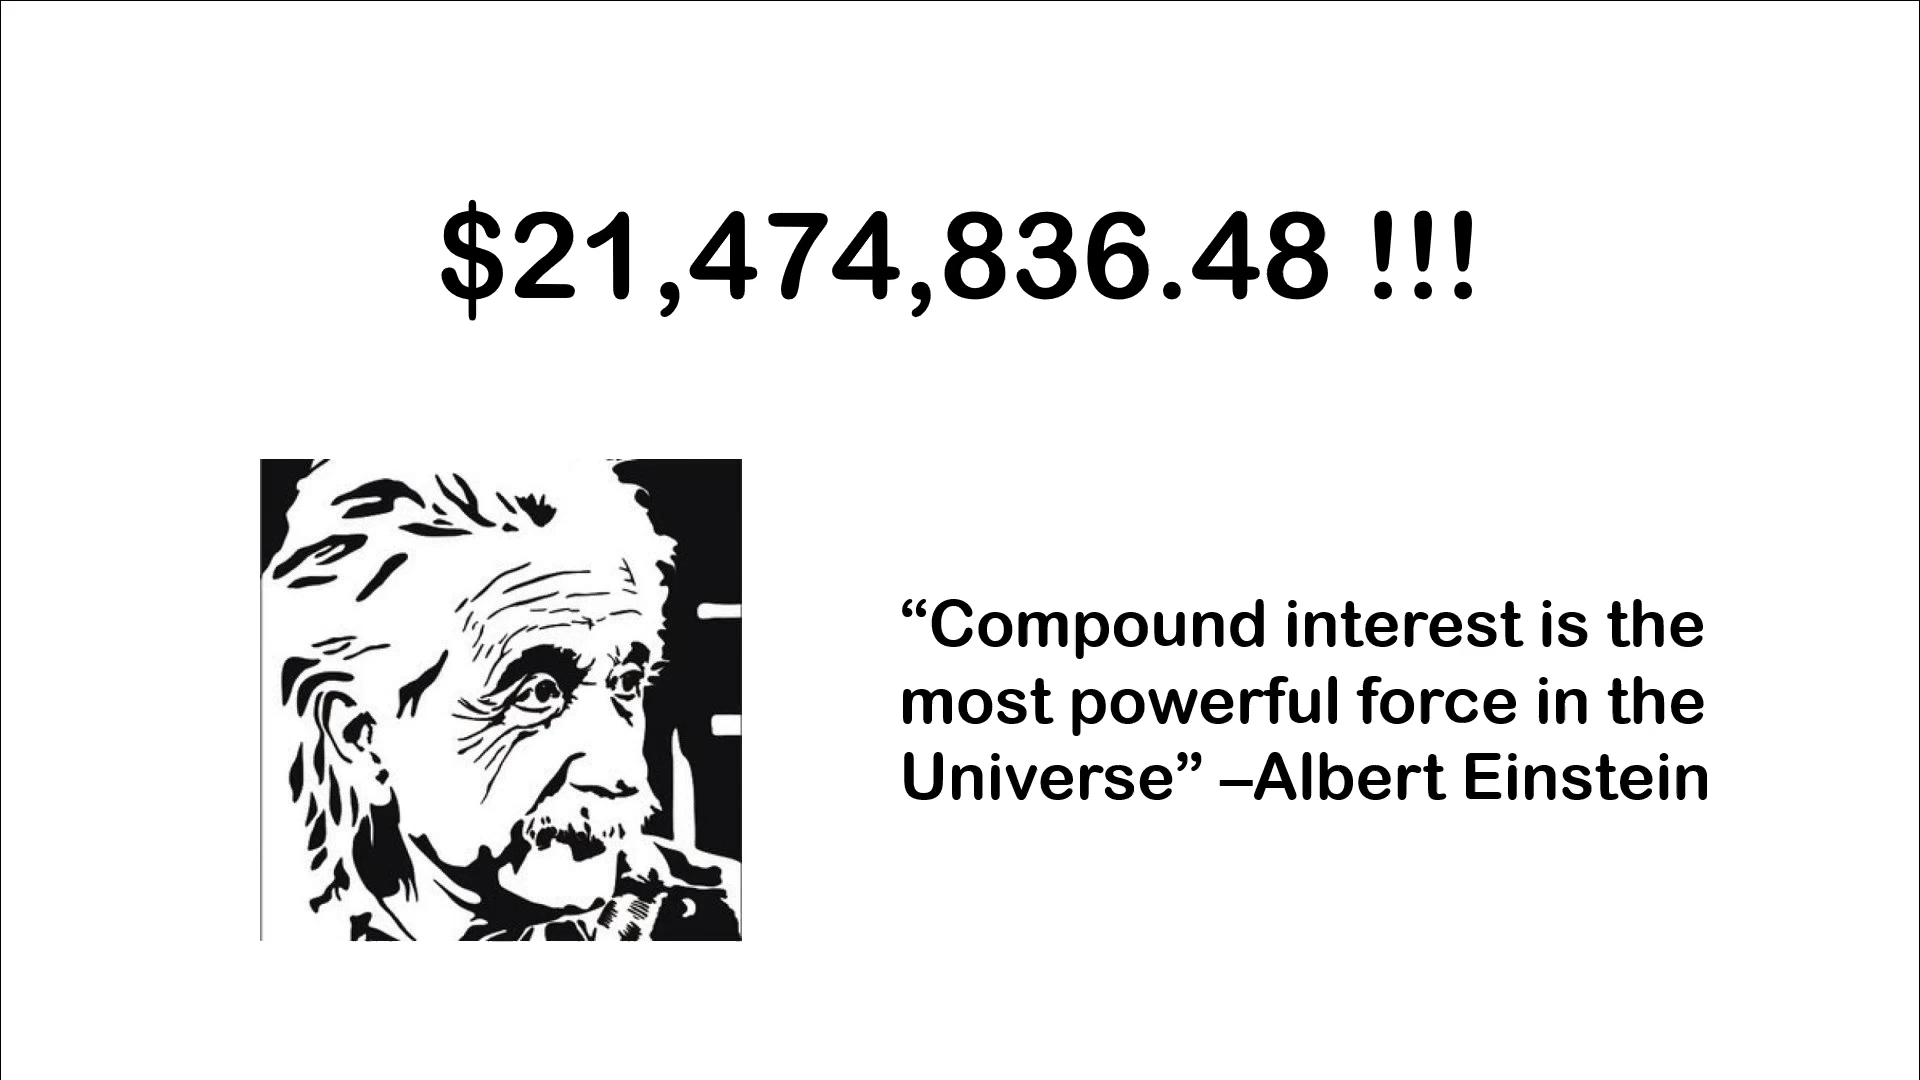 $21,474,836.48 !!!
“Compound interest is the
most powerful force in the
Universe” –Albert Einstein